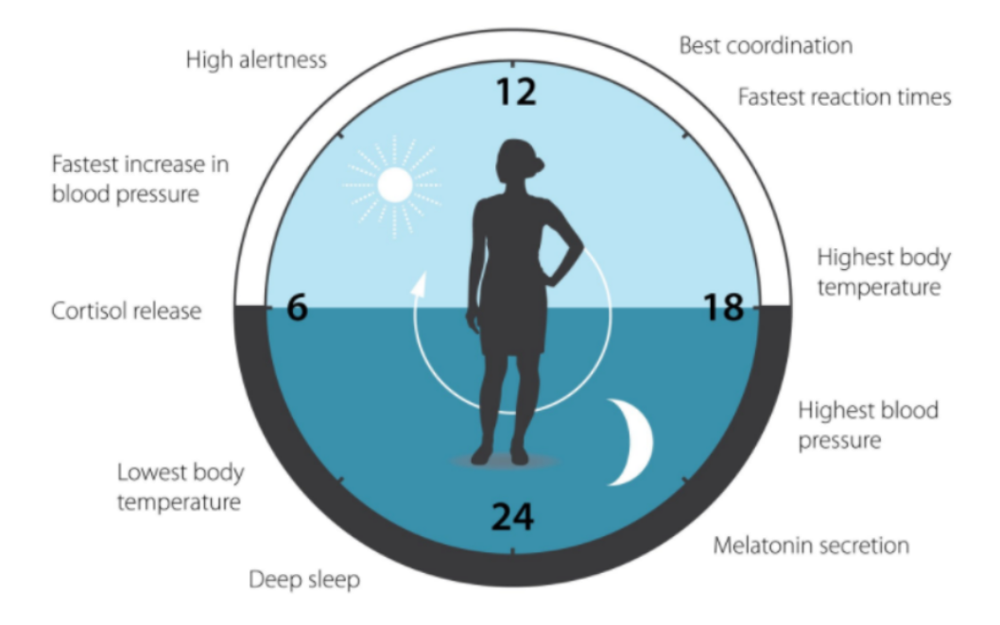 High alertness
Best coordination
Fastest reaction times
12
Fastest increase in
blood pressure
Highest body
temperature
Cortisol release
6
18
Highest blood
pressure
Lowest body
temperature
24
Melatonin secretion
Deep sleep